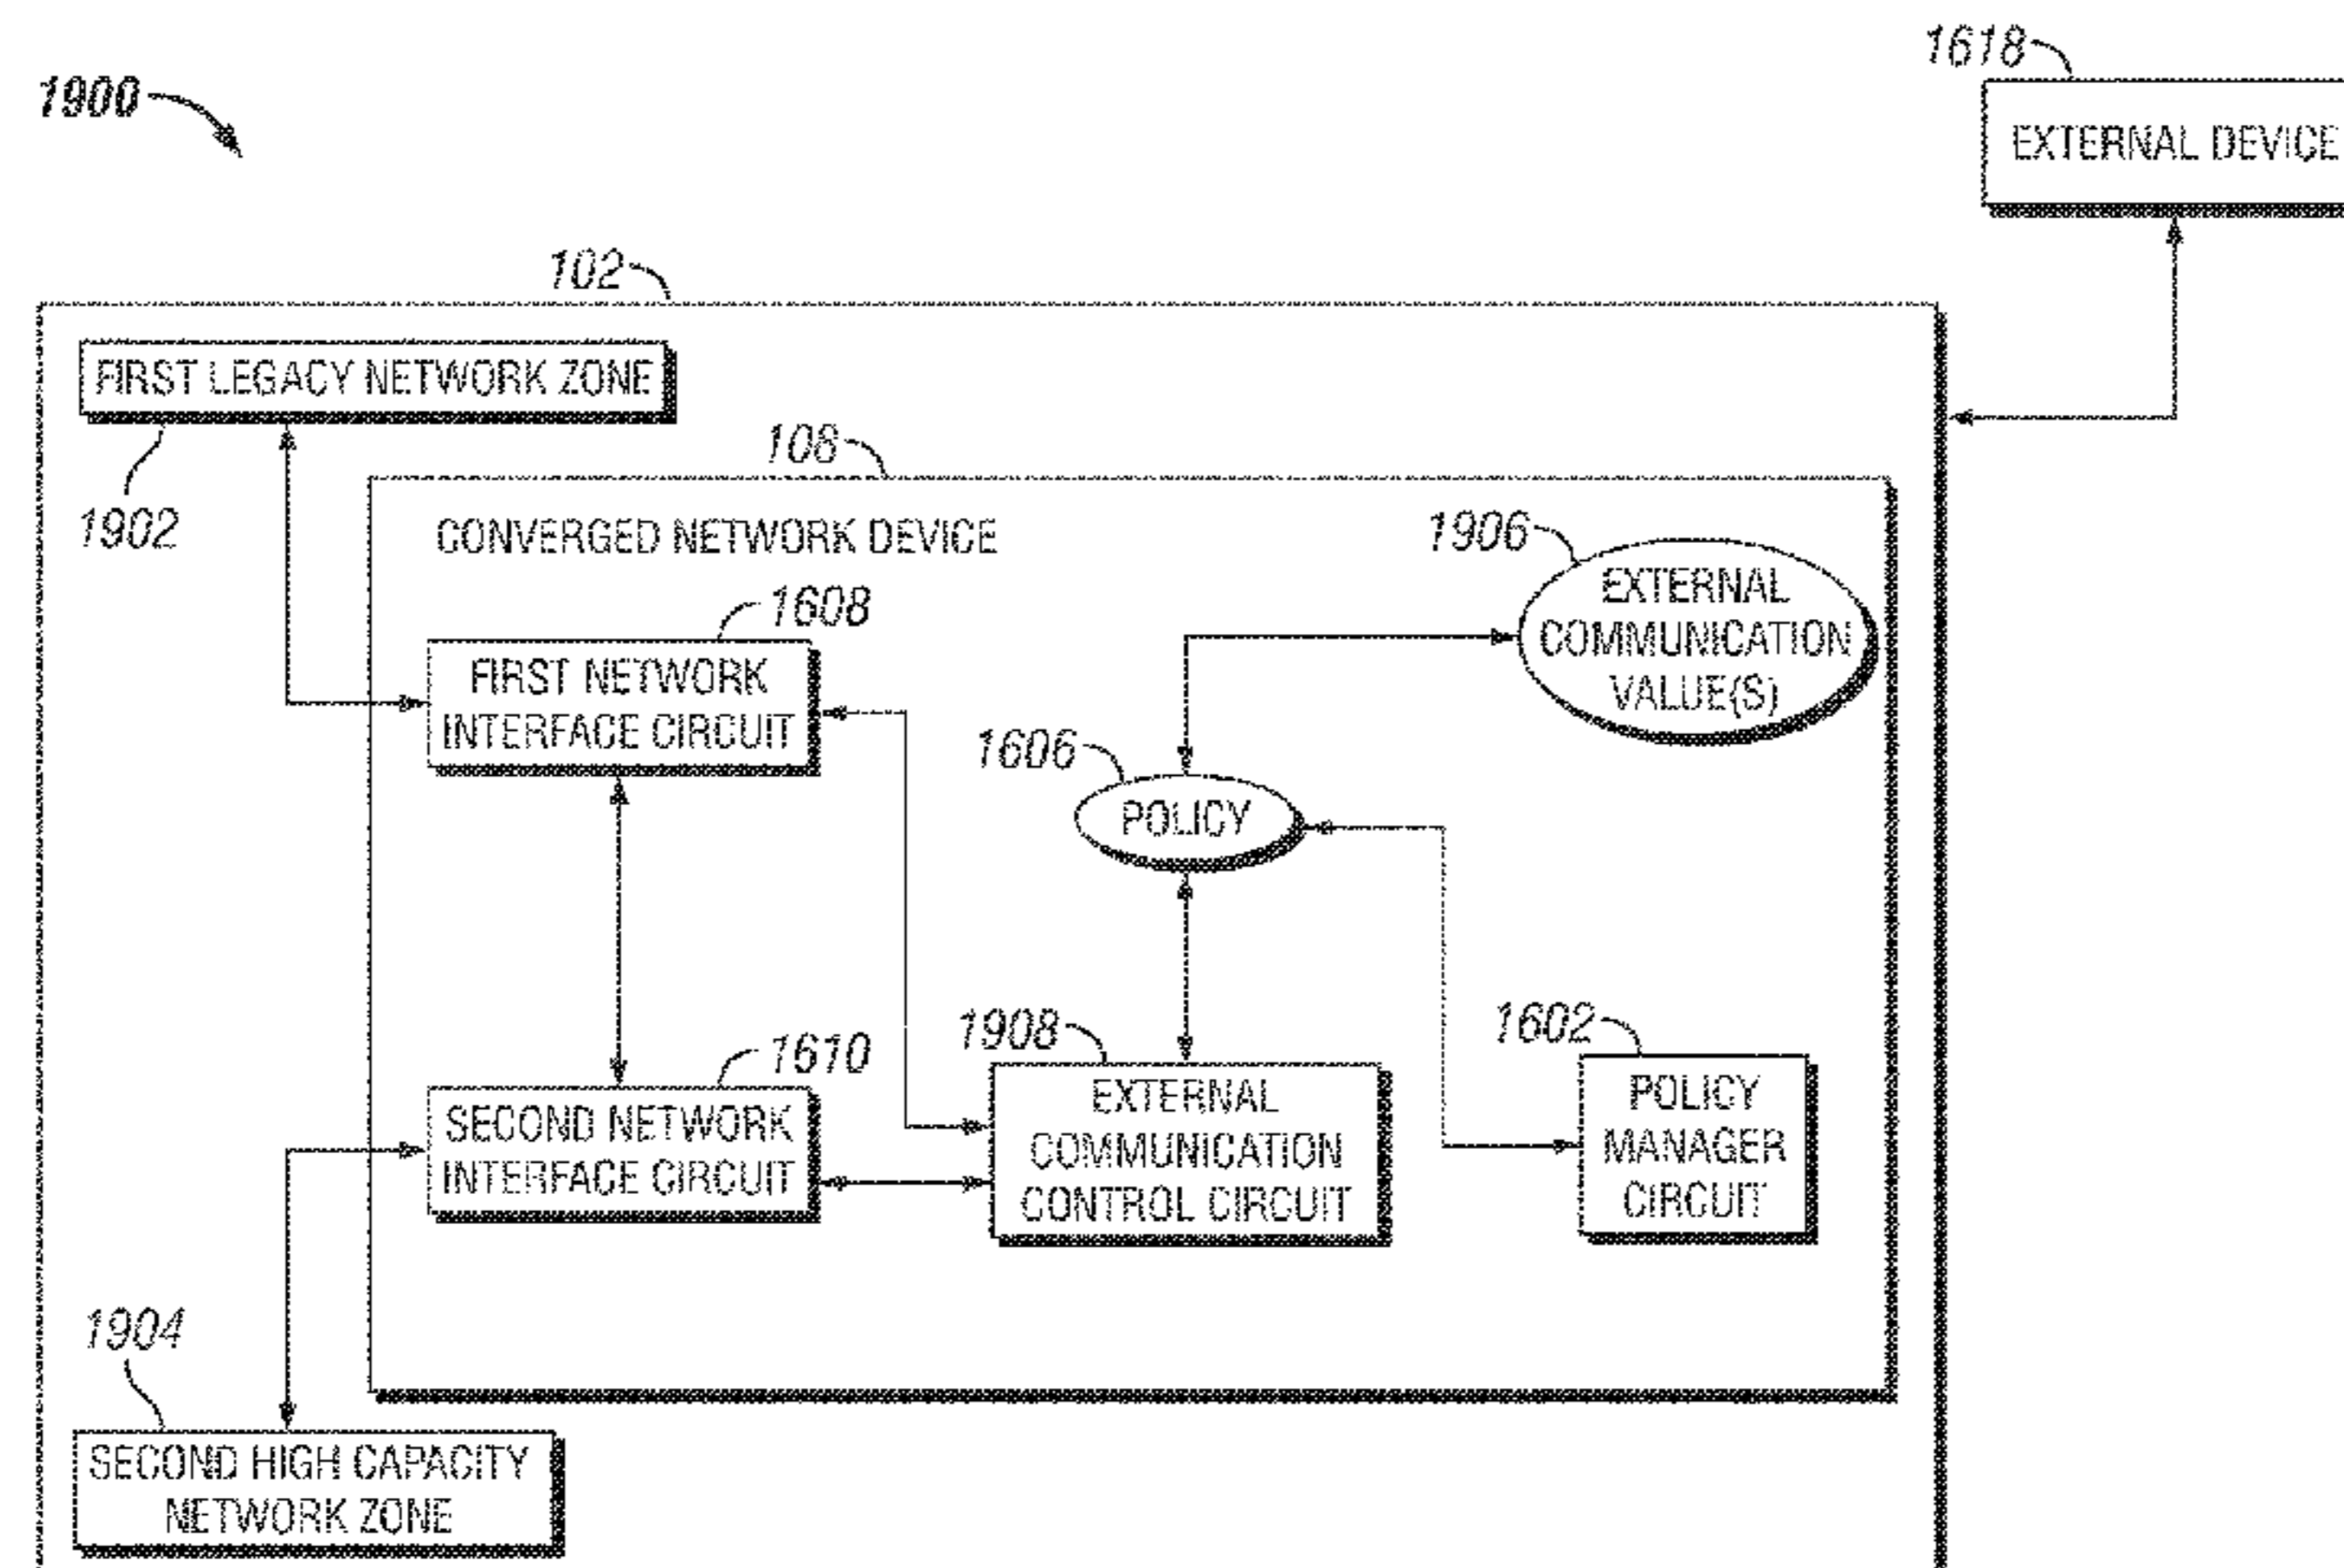 1618
1900
EXTERNAL DEVICE
102
FIRST LEGACY NETWORK ZONE
108
1902
CONVERGED NETWORK DEVICE
1906
EXTERNAL
COMMUNICATION
VALUE(S)
1608
FIRST NETWORK
INTERFACE CIRCUIT
1606
POLICY
1610
SECOND NETWORK
INTERFACE CIRCUIT
1908
EXTERNAL
COMMUNICATION
CONTROL CIRCUIT
1602
POLICY
MANAGER
CIRCUIT
1904
SECOND HIGH CAPACITY
NETWORK ZONE